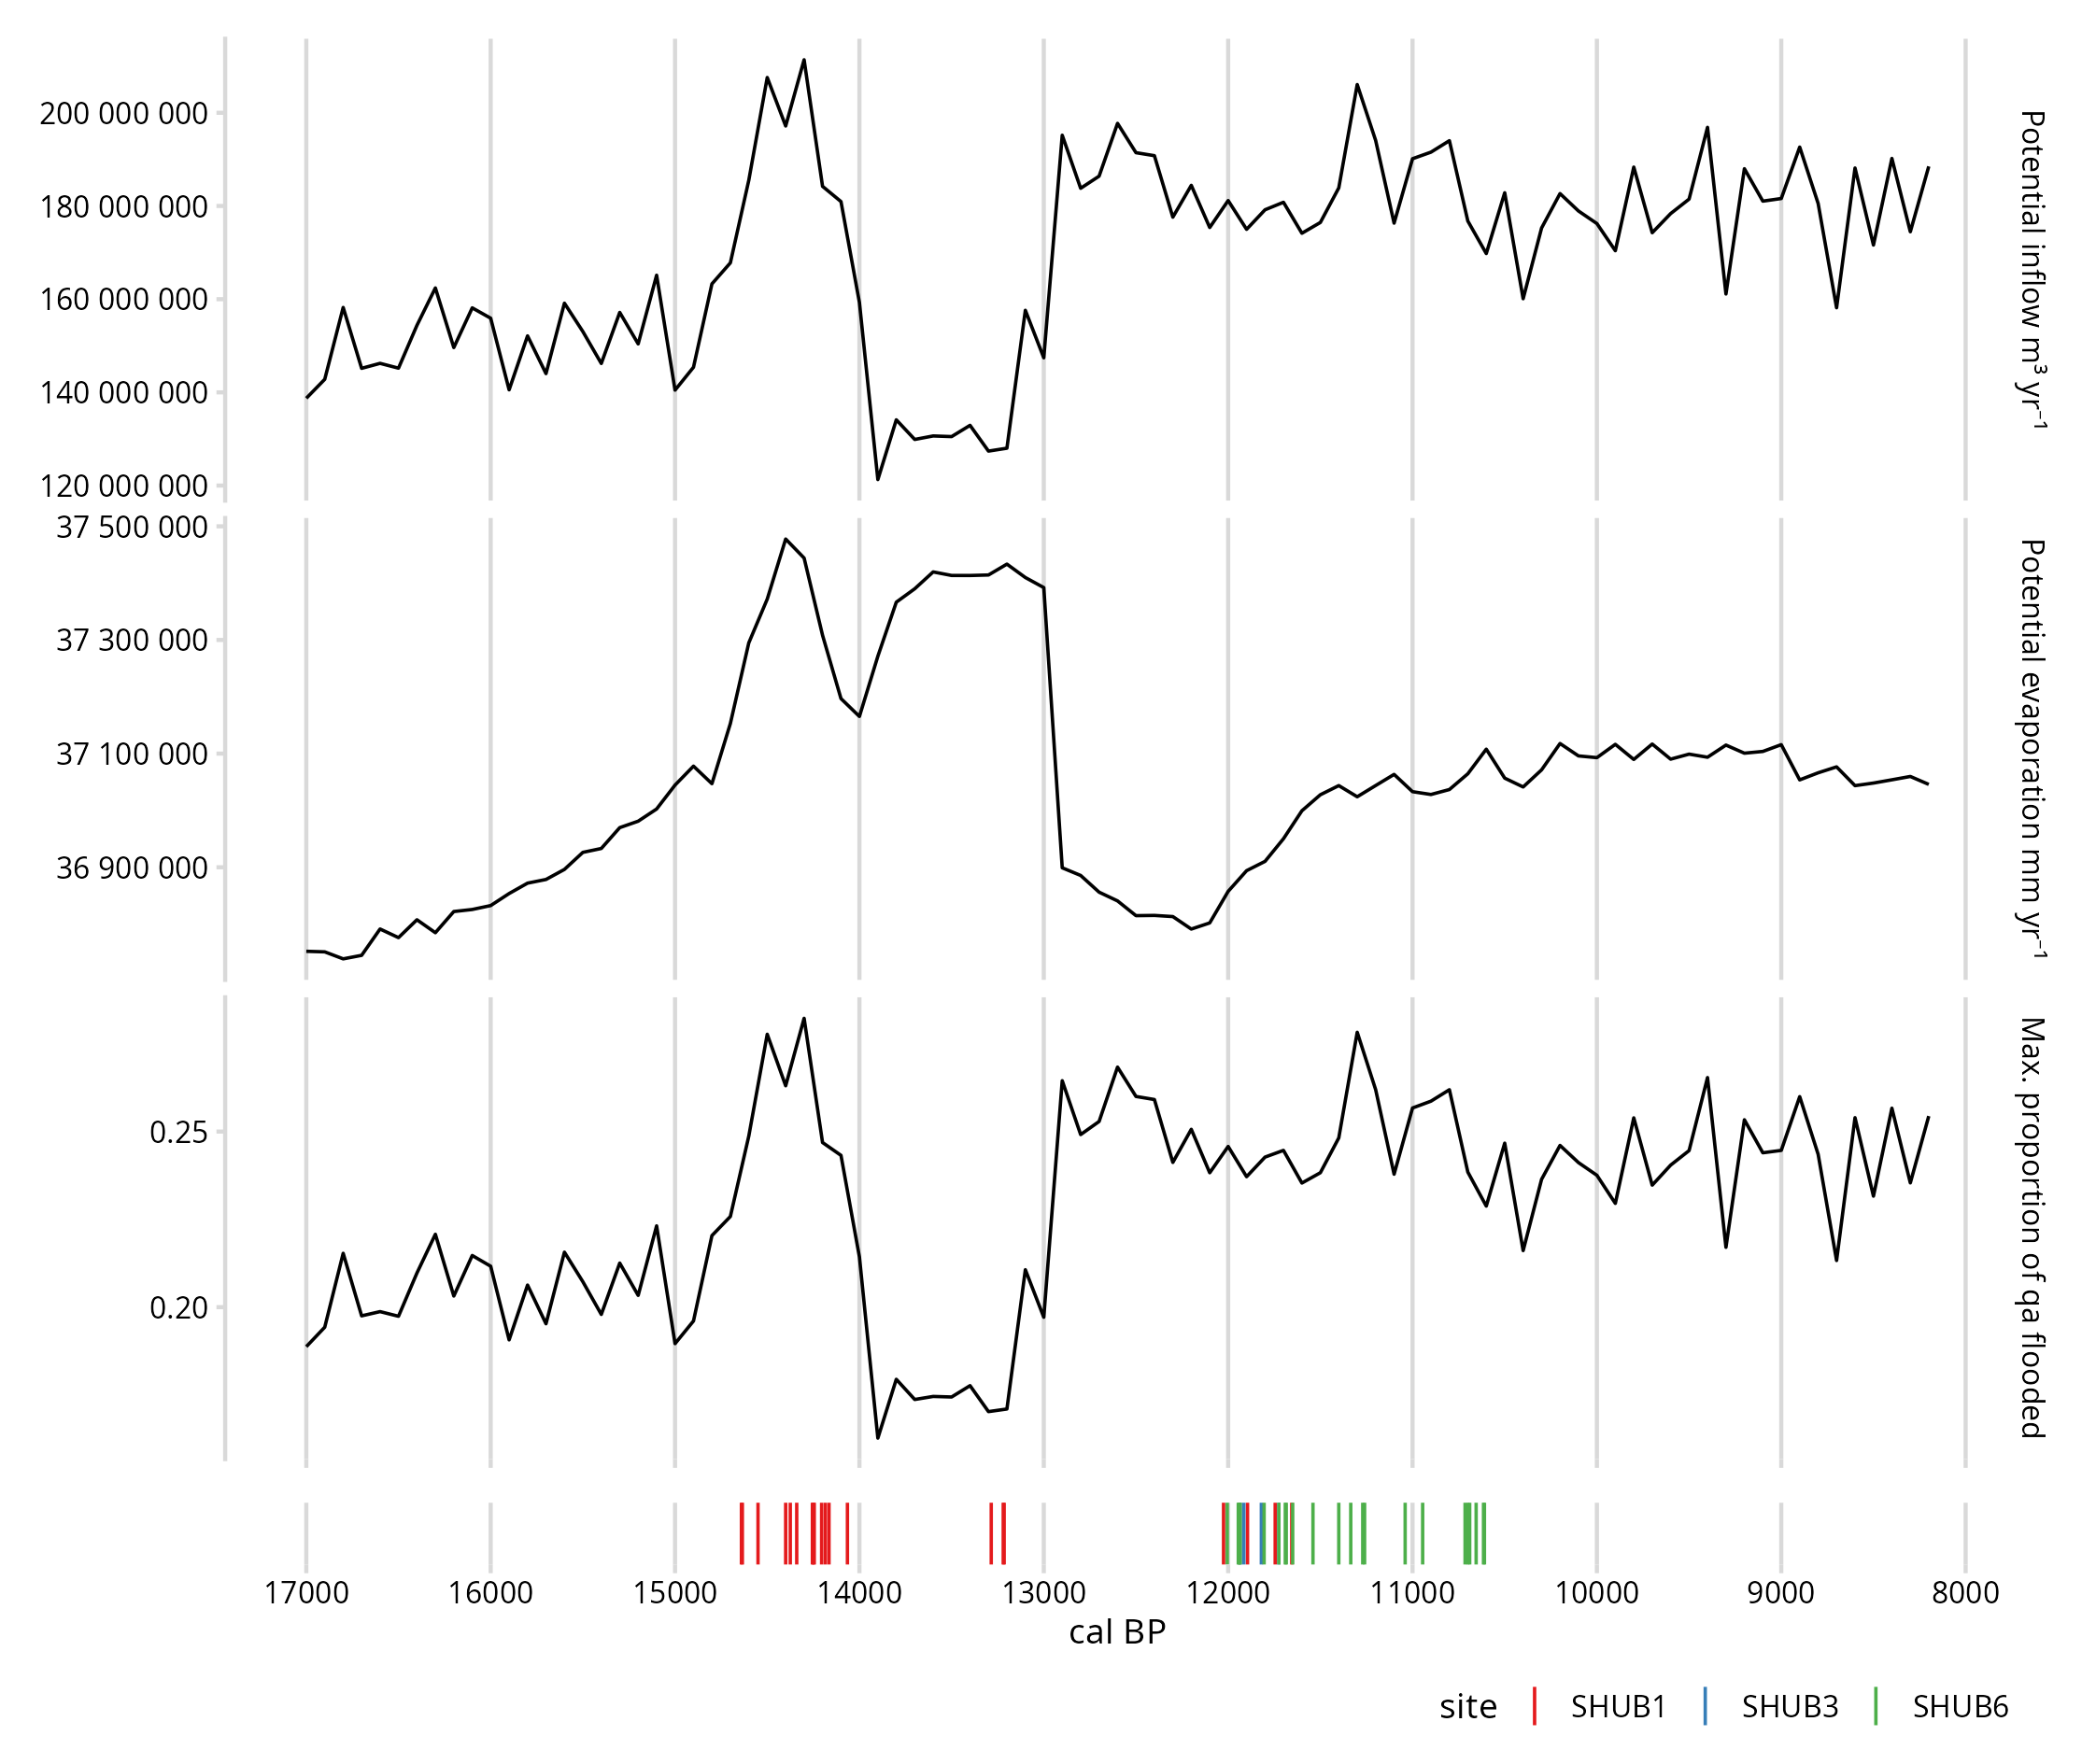 200 000 000
180 000 000
160 000 000
140 000 000
120 000 000
Potential inflow m³ yr⁻¹
37 500 000
37 300 000
37 100 000
36 900 000
Potential evaporation mm yr⁻¹
0.25
0.20
Max. proportion of qa flooded
17000 16000 15000 14000 13000 12000 11000 10000 9000 8000
cal BP
site SHUB1 SHUB3 SHUB6